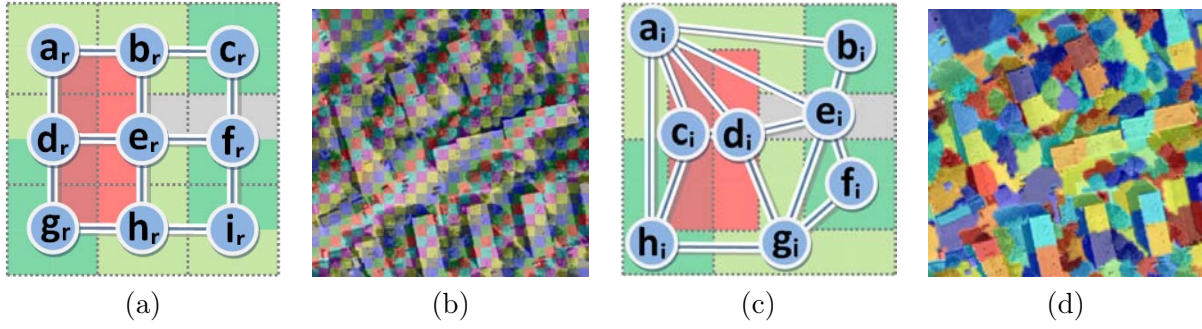 aᵣ bᵣ cᵣ
dᵣ eᵣ fᵣ
gᵣ hᵣ iᵣ
aᵢ bᵢ
cᵢ dᵢ eᵢ
fᵢ
hᵢ gᵢ
(a) (b) (c) (d)